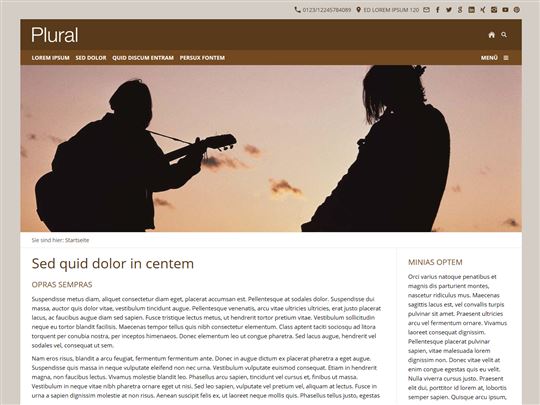 0123/12245784089 ED LOREM IPSUM 120
Plural
LOREM IPSUM SED DOLOR QUID DISCUM ENTRAM PERSUX FONTEM MENÜ
Sie sind hier: Startseite
Sed quid dolor in centem
OPRAS SEMPRAS
Suspendisse metus diam, aliquet consectetur diam eget, placerat accumsan est. Pellentesque at sodales dolor. Suspendisse dui
massa, auctor quis dolor vitae, vestibulum tincidunt augue. Pellentesque venenatis, arcu vitae ultricies ultricies, erat justo placerat
lacus, ac faucibus augue diam sed sapien. Fusce tristique lectus metus, ut hendrerit tortor pretium dictum. Vestibulum sollicitudin
neque eu tortor blandit facilisis. Maecenas tempor tellus quis nibh consectetur elementum. Class aptent taciti sociosqu ad litora
torquent per conubia nostra, per inceptos himenaeos. Donec elementum leo ut congue pharetra. Sed lacus augue, hendrerit vel
sodales vel, consequat ut sem.
Nam eros risus, blandit a arcu feugiat, fermentum fermentum ante. Donec in augue dictum ex placerat pharetra a eget augue.
Suspendisse quis massa in neque vulputate eleifend non nec urna. Vestibulum vulputate euismod consequat. Etiam in hendrerit
magna, non faucibus lectus. Vivamus molestie blandit leo. Phasellus arcu sapien, tincidunt vel cursus et, finibus ut massa.
Vestibulum in neque vitae nibh pharetra ornare eget ut nisi. Sed leo sapien, vulputate vel pretium vel, aliquam at lectus. Fusce in
urna a sapien dignissim molestie at non risus. Aenean suscipit felis ex, ut laoreet lacus rhoncus non. Phasellus tellus justo, egestas
MINIAS OPTEM
Orci varius natoque penatibus et
magnis dis parturient montes,
nascetur ridiculus mus. Maecenas
sagittis lacus est, vel convallis turpis
pulvinar sit amet. Praesent ultricies
arcu vel fermentum ornare. Vivamus
laoreet consequat dignissim.
Pellentesque placerat pulvinar
sapien, vitae malesuada lorem
dignissim non. Donec vitae velit at
enim congue egestas quis eu velit.
Nulla viverra cursus justo. Praesent
elit dui, porttitor id lorem at, lobortis
semper sapien. Quisque arcu ipsum,